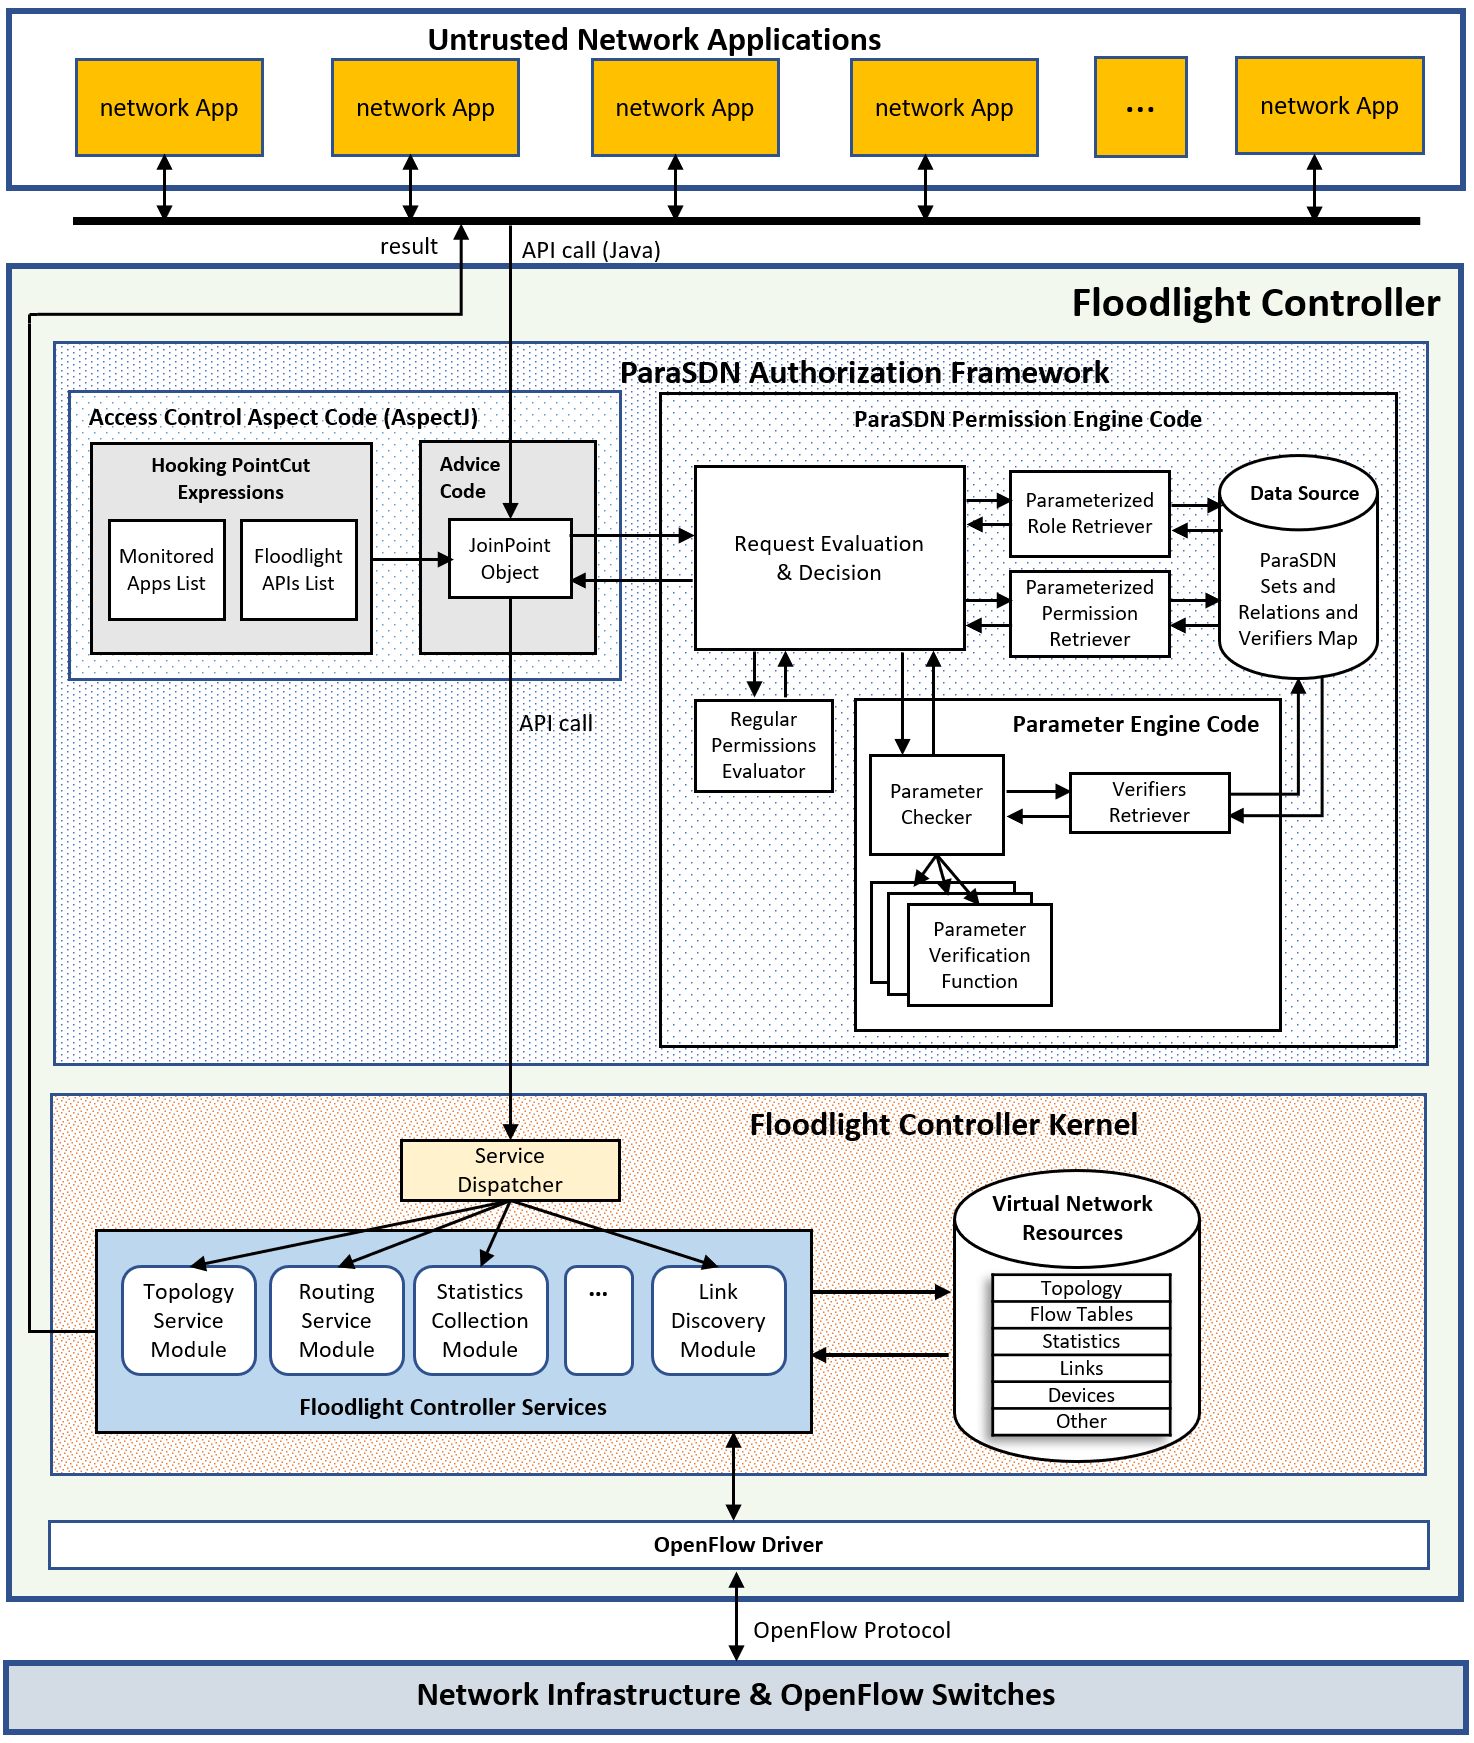 Untrusted Network Applications
network App
network App
network App
network App
...
network App
result
API call (Java)
Floodlight Controller
ParaSDN Authorization Framework
Access Control Aspect Code (AspectJ)
Hooking PointCut
Expressions
Monitored
Apps List
Floodlight
APIs List
Advice
Code
JoinPoint
Object
API call
ParaSDN Permission Engine Code
Request Evaluation
& Decision
Parameterized
Role Retriever
Parameterized
Permission
Retriever
Data Source
ParaSDN
Sets and
Relations and
Verifiers Map
Regular
Permissions
Evaluator
Parameter Engine Code
Parameter
Checker
Verifiers
Retriever
Parameter
Verification
Function
Floodlight Controller Kernel
Service
Dispatcher
Topology
Service
Module
Routing
Service
Module
Statistics
Collection
Module
...
Link
Discovery
Module
Floodlight Controller Services
Virtual Network
Resources
Topology
Flow Tables
Statistics
Links
Devices
Other
OpenFlow Driver
OpenFlow Protocol
Network Infrastructure & OpenFlow Switches